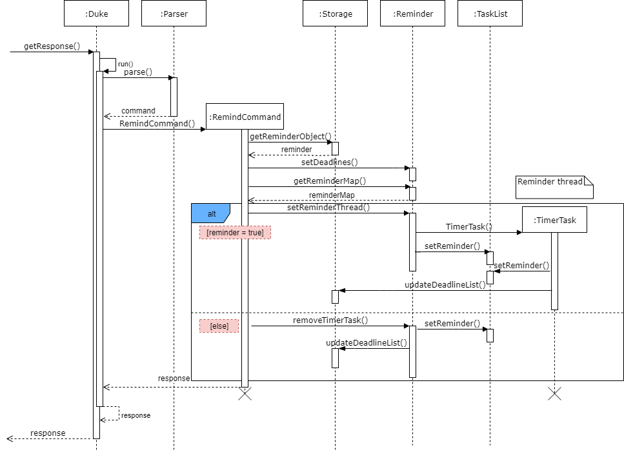 :Duke
:Parser
:Storage
:Reminder
:TaskList
getResponse()
run()
parse()
command
RemindCommand()
:RemindCommand
getReminderObject()
reminder
setDeadlines()
getReminderMap()
reminderMap
Reminder thread
alt
setReminderThread()
:TimerTask
[reminder = true]
TimerTask()
setReminder()
setReminder()
updateDeadlineList()
[else]
removeTimerTask()
setReminder()
updateDeadlineList()
response
response
response